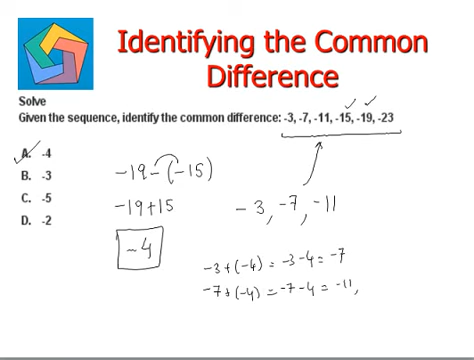 Identifying the Common
Difference
Solve
Given the sequence, identify the common difference: -3, -7, -11, -15, -19, -23
A. -4
B. -3
C. -5
D. -2
-19-(-15)
-19+15
-4
-3, -7, -11
-3+(-4) = -3-4 = -7
-7+(-4) = -7-4 = -11,